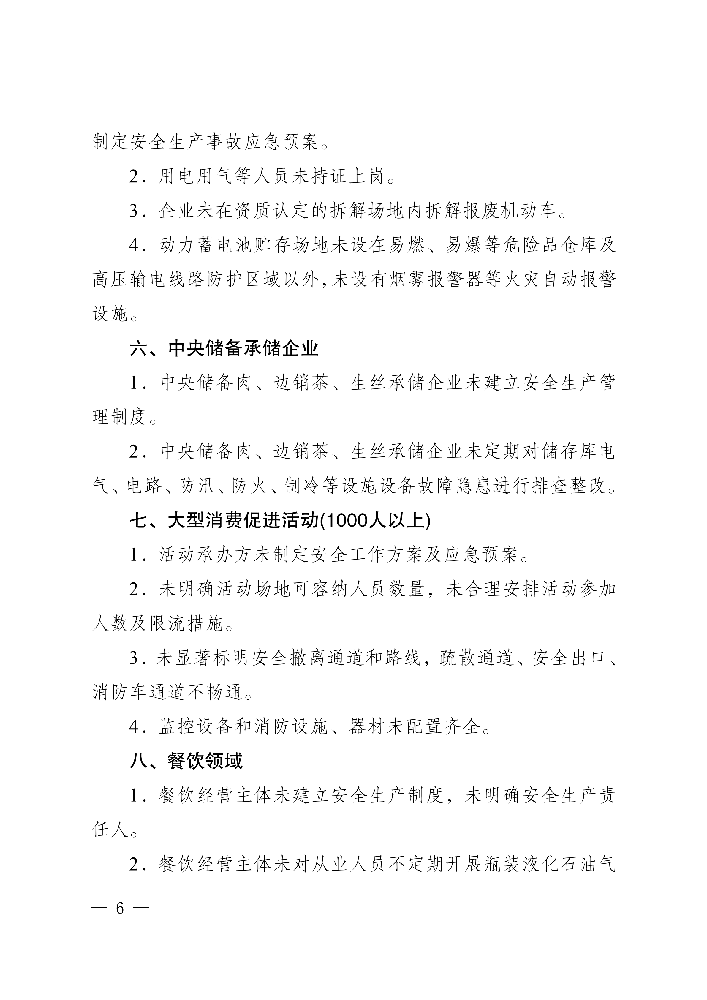 制定安全生产事故应急预案。
2. 用电用气等人员未持证上岗。
3. 企业未在资质认定的拆解场地内拆解报废机动车。
4. 动力蓄电池贮存场地未设在易燃、易爆等危险品仓库及
高压输电线路防护区域以外,未设有烟雾报警器等火灾自动报警
设施。
六、中央储备承储企业
1. 中央储备肉、边销茶、生丝承储企业未建立安全生产管
理制度。
2. 中央储备肉、边销茶、生丝承储企业未定期对储存库电
气、电路、防汛、防火、制冷等设施设备故障隐患进行排查整改。
七、大型消费促进活动(1000人以上)
1. 活动承办方未制定安全工作方案及应急预案。
2. 未明确活动场地可容纳人员数量，未合理安排活动参加
人数及限流措施。
3. 未显著标明安全撤离通道和路线，疏散通道、安全出口、
消防车通道不畅通。
4. 监控设备和消防设施、器材未配置齐全。
八、餐饮领域
1. 餐饮经营主体未建立安全生产制度，未明确安全生产责
任人。
2. 餐饮经营主体未对从业人员不定期开展瓶装液化石油气
— 6 —